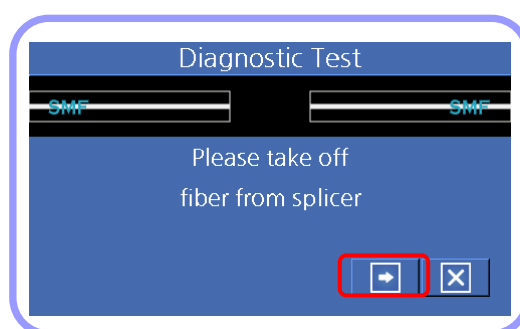 Diagnostic Test
SMF SMF
Please take off
fiber from splicer